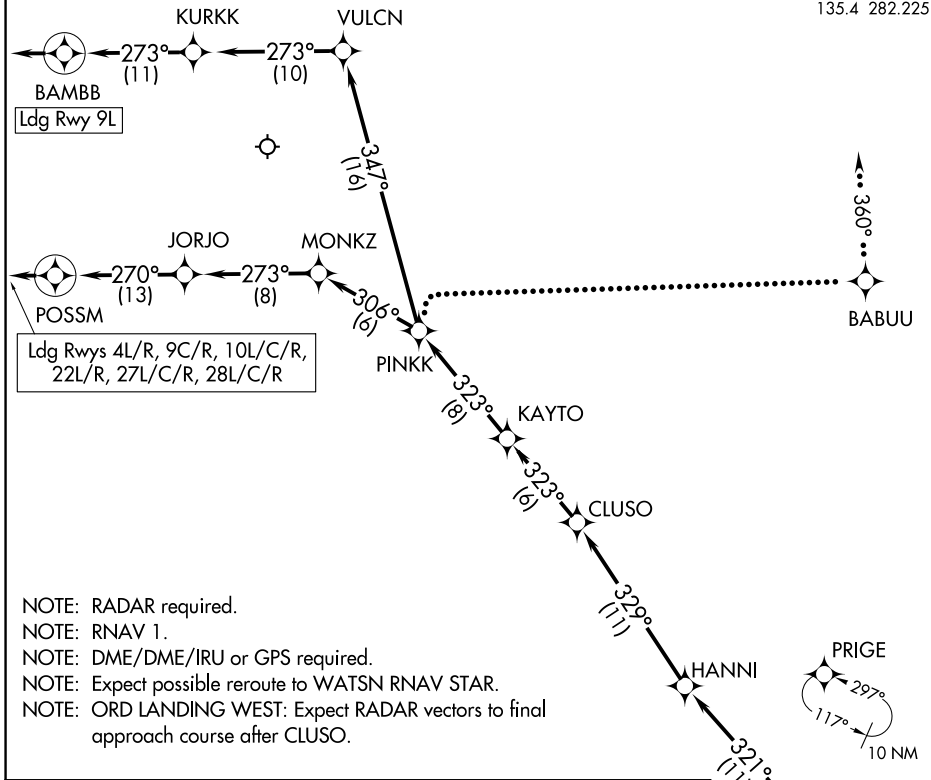 135.4 282.225
KURKK
VULCN
273°
(11)
273°
(10)
BAMBB
Ldg Rwy 9L
347°
(16)
360°
JORJO
MONKZ
270°
(13)
273°
(8)
306°
(6)
POSSM
BABUU
Ldg Rwys 4L/R, 9C/R, 10L/C/R,
22L/R, 27L/C/R, 28L/C/R
PINKK
323°
(8)
KAYTO
323°
(6)
CLUSO
329°
(11)
NOTE: RADAR required.
NOTE: RNAV 1.
NOTE: DME/DME/IRU or GPS required.
NOTE: Expect possible reroute to WATSN RNAV STAR.
NOTE: ORD LANDING WEST: Expect RADAR vectors to final
approach course after CLUSO.
HANNI
PRIGE
297°
117°
10 NM
321°